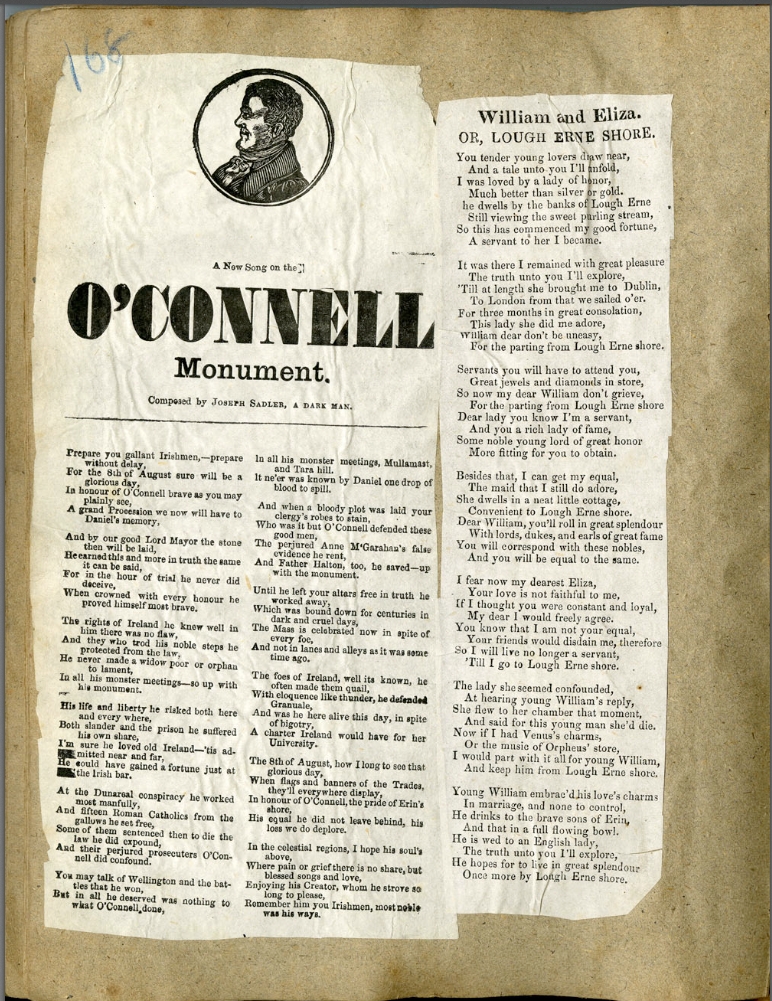 168
A Now Song on the
O'CONNELL
Monument.
Composed by JOSEPH SADLER, A DARK MAN.
Prepare you gallant Irishmen,—prepare
without delay,
For the 8th of August sure will be a
glorious day,
In honour of O'Connell brave as you may
plainly see,
A grand Procession we now will have to
Daniel's memory,
And by our good Lord Mayor the stone
then will be laid,
He earned this and more in truth the same
it can be said,
For in the hour of trial he never did
deceive,
When crowned with every honour he
proved himself most brave.
The rights of Ireland he knew well in
him there was no flaw,
And they who trod his noble steps he
protected from the law,
He never made a widow poor or orphan
to lament,
In all his monster meetings—so up with
his monument.
His life and liberty he risked both here
and every where,
Both slander and the prison he suffered
his own share,
I'm sure he loved old Ireland—'tis ad-
mitted near and far,
He could have gained a fortune just at
the Irish bar.
At the Dunareal conspiracy he worked
most manfully,
And fifteen Roman Catholics from the
gallows he set free,
Some of them sentenced then to die the
law he did expound,
And their perjured prosecuters O'Con-
nell did confound.
You may talk of Wellington and the bat-
tles that he won,
But in all he deserved was nothing to
what O'Connell done,
In all his monster meetings, Mullamast,
and Tara hill.
It ne'er was known by Daniel one drop of
blood to spill.
And when a bloody plot was laid your
clergy's robes to stain,
Who was it but O'Connell defended these
good men,
The perjured Anne M'Garahan's false
evidence he rent,
And Father Halton, too, he saved—up
with the monument.
Until he left your altars free in truth he
worked away,
Which was bound down for centuries in
dark and cruel days,
The Mass is celebrated now in spite of
every foe,
And not in lanes and alleys as it was some
time ago.
The foes of Ireland, well its known, he
often made them quail,
With eloquence like thunder, he defended
Granuale,
And was he here alive this day, in spite
of bigotry,
A charter Ireland would have for her
University.
The 8th of August, how I long to see that
glorious day,
When flags and banners of the Trades,
they'll everywhere display,
In honour of O'Connell, the pride of Erin's
shore,
His equal he did not leave behind, his
loss we do deplore.
In the celestial regions, I hope his soul's
above,
Where pain or grief there is no share, but
blessed songs and love,
Enjoying his Creator, whom he strove so
long to please,
Remember him you Irishmen, most noble
was his ways.
William and Eliza.
OR, LOUGH ERNE SHORE.
You tender young lovers draw near,
And a tale unto you I'll unfold,
I was loved by a lady of honor,
Much better than silver or gold.
he dwells by the banks of Lough Erne
Still viewing the sweet purling stream,
So this has commenced my good fortune,
A servant to her I became.
It was there I remained with great pleasure
The truth unto you I'll explore,
'Till at length she brought me to Dublin,
To London from that we sailed o'er.
For three months in great consolation,
This lady she did me adore,
William dear don't be uneasy,
For the parting from Lough Erne shore.
Servants you will have to attend you,
Great jewels and diamonds in store,
So now my dear William don't grieve,
For the parting from Lough Erne shore
Dear lady you know I'm a servant,
And you a rich lady of fame,
Some noble young lord of great honor
More fitting for you to obtain.
Besides that, I can get my equal,
The maid that I still do adore,
She dwells in a neat little cottage,
Convenient to Lough Erne shore.
Dear William, you'll roll in great splendour
With lords, dukes, and earls of great fame
You will correspond with these nobles,
And you will be equal to the same.
I fear now my dearest Eliza,
Your love is not faithful to me,
If I thought you were constant and loyal,
My dear I would freely agree.
You know that I am not your equal,
Your friends would disdain me, therefore
So I will live no longer a servant,
'Till I go to Lough Erne shore.
The lady she seemed confounded,
At hearing young William's reply,
She flew to her chamber that moment,
And said for this young man she'd die.
Now if I had Venus's charms,
Or the music of Orpheus' store,
I would part with it all for young William,
And keep him from Lough Erne shore.
Young William embrac'd his love's charms
In marriage, and none to control,
He drinks to the brave sons of Erin,
And that in a full flowing bowl.
He is wed to an English lady,
The truth unto you I'll explore,
He hopes for to live in great splendour
Once more by Lough Erne shore.